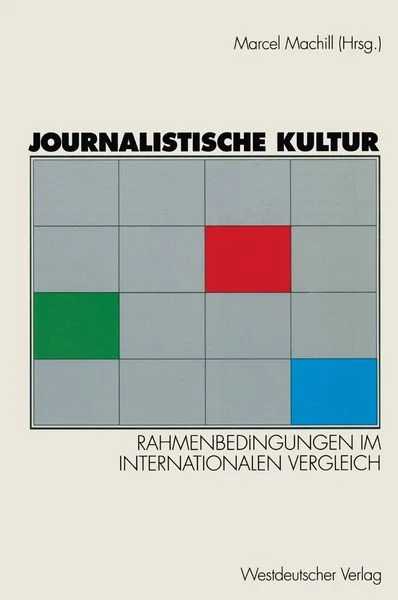 Marcel Machill (Hrsg.)
JOURNALISTISCHE KULTUR
RAHMENBEDINGUNGEN IM
INTERNATIONALEN VERGLEICH
Westdeutscher Verlag